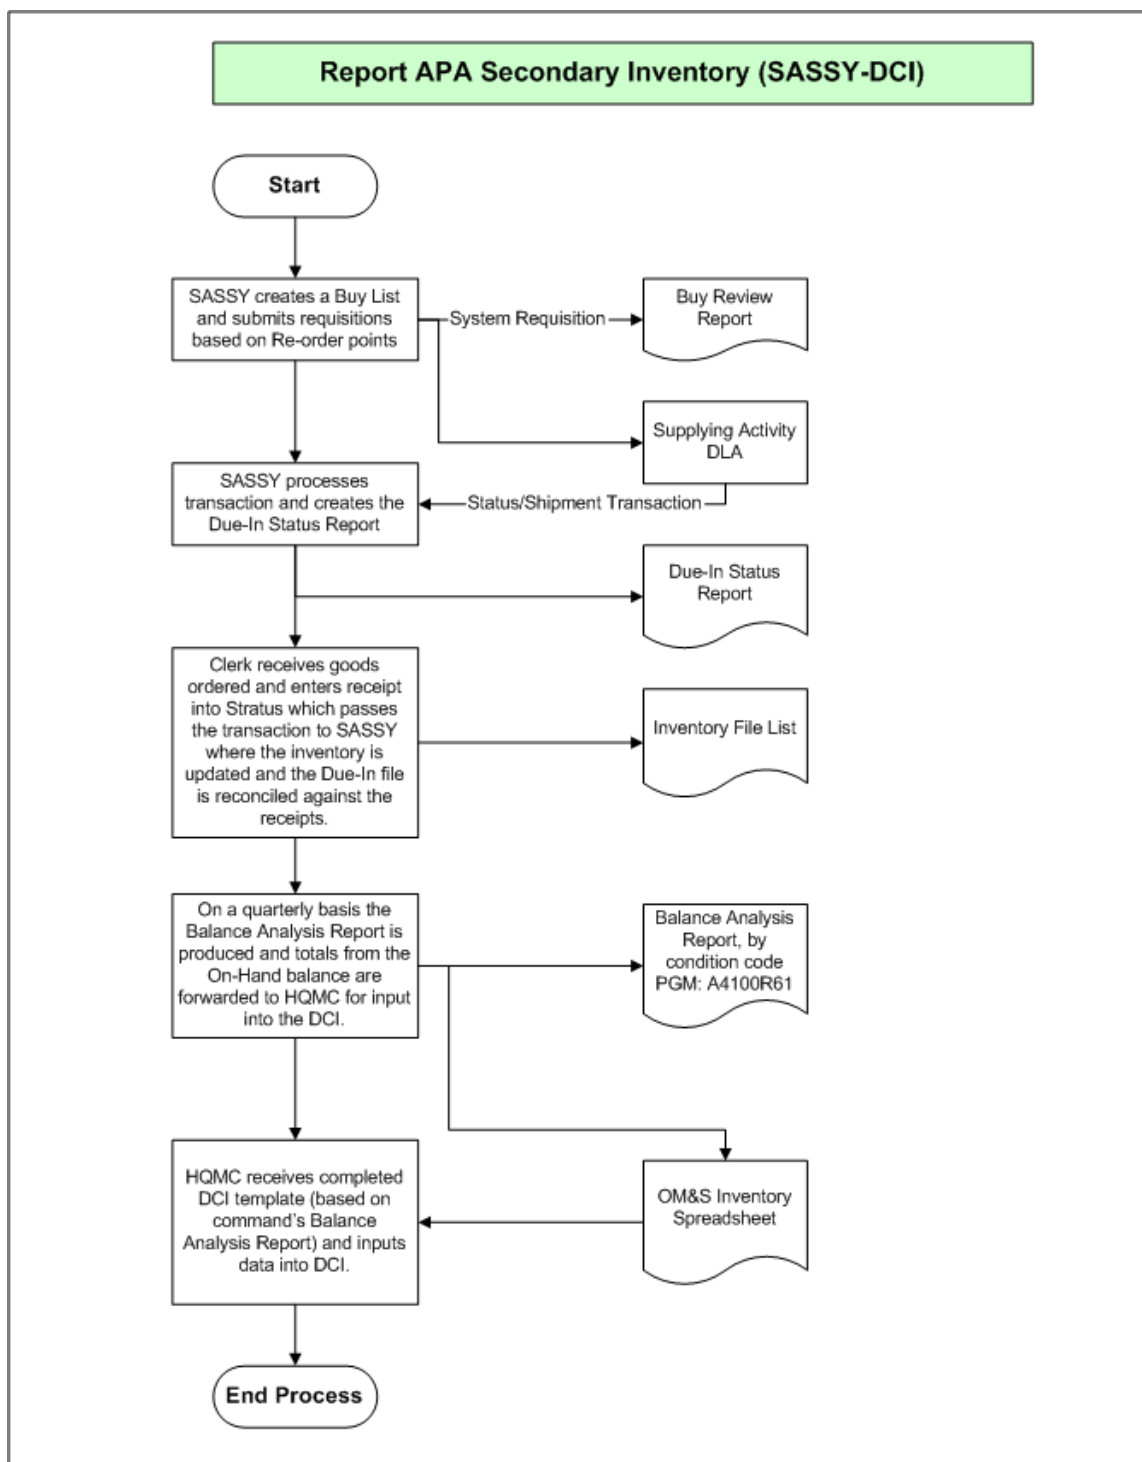 Report APA Secondary Inventory (SASSY-DCI)
Start
SASSY creates a Buy List
and submits requisitions
based on Re-order points
System Requisition
Buy Review
Report
Supplying Activity
DLA
SASSY processes
transaction and creates the
Due-In Status Report
Status/Shipment Transaction
Due-In Status
Report
Clerk receives goods
ordered and enters receipt
into Stratus which passes
the transaction to SASSY
where the inventory is
updated and the Due-In file
is reconciled against the
receipts.
Inventory File List
On a quarterly basis the
Balance Analysis Report is
produced and totals from the
On-Hand balance are
forwarded to HQMC for input
into the DCI.
Balance Analysis
Report, by
condition code
PGM: A4100R61
HQMC receives completed
DCI template (based on
command's Balance
Analysis Report) and inputs
data into DCI.
OM&S Inventory
Spreadsheet
End Process